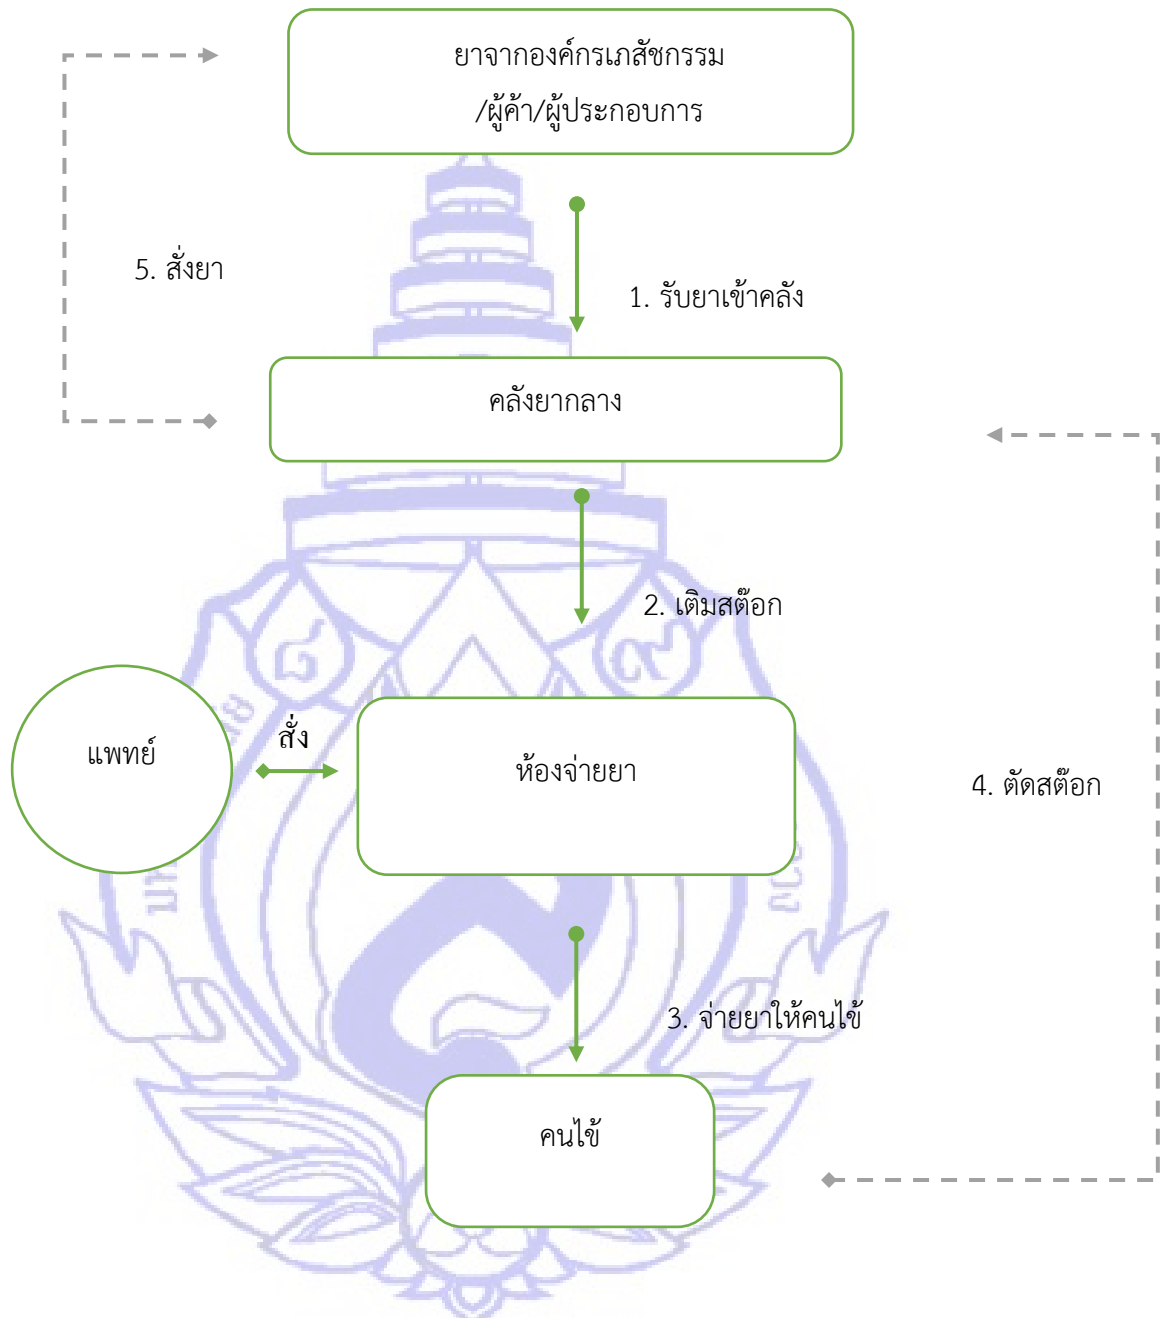 ยาจากองค์กรเภสัชกรรม
/ผู้ค้า/ผู้ประกอบการ
5. สั่งยา
1. รับยาเข้าคลัง
คลังยากลาง
2. เติมสต๊อก
๘
๙
แพทย์
สั่ง
ห้องจ่ายยา
4. ตัดสต๊อก
3. จ่ายยาให้คนไข้
คนไข้